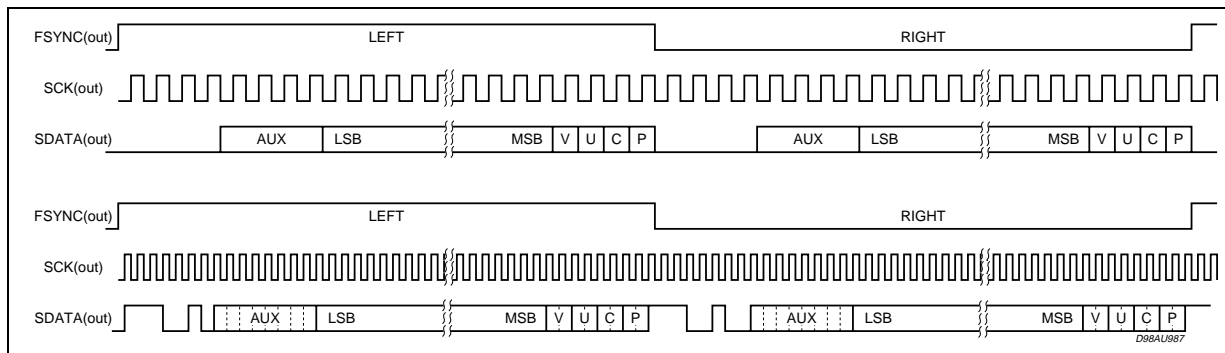 FSYNC(out) LEFT RIGHT
SCK(out)
SDATA(out) AUX LSB MSB V U C P AUX LSB MSB V U C P
FSYNC(out) LEFT RIGHT
SCK(out)
SDATA(out) AUX LSB MSB V U C P AUX LSB MSB V U C P
D98AU987